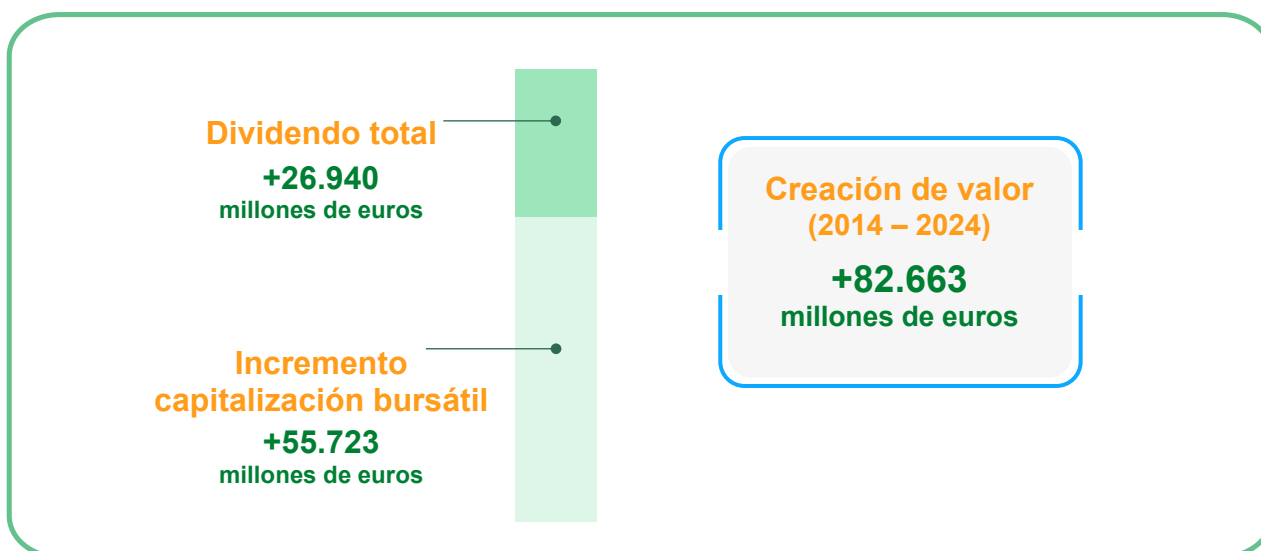 Dividendo total
+26.940
millones de euros
Incremento
capitalización bursátil
+55.723
millones de euros
Creación de valor
(2014 – 2024)
+82.663
millones de euros